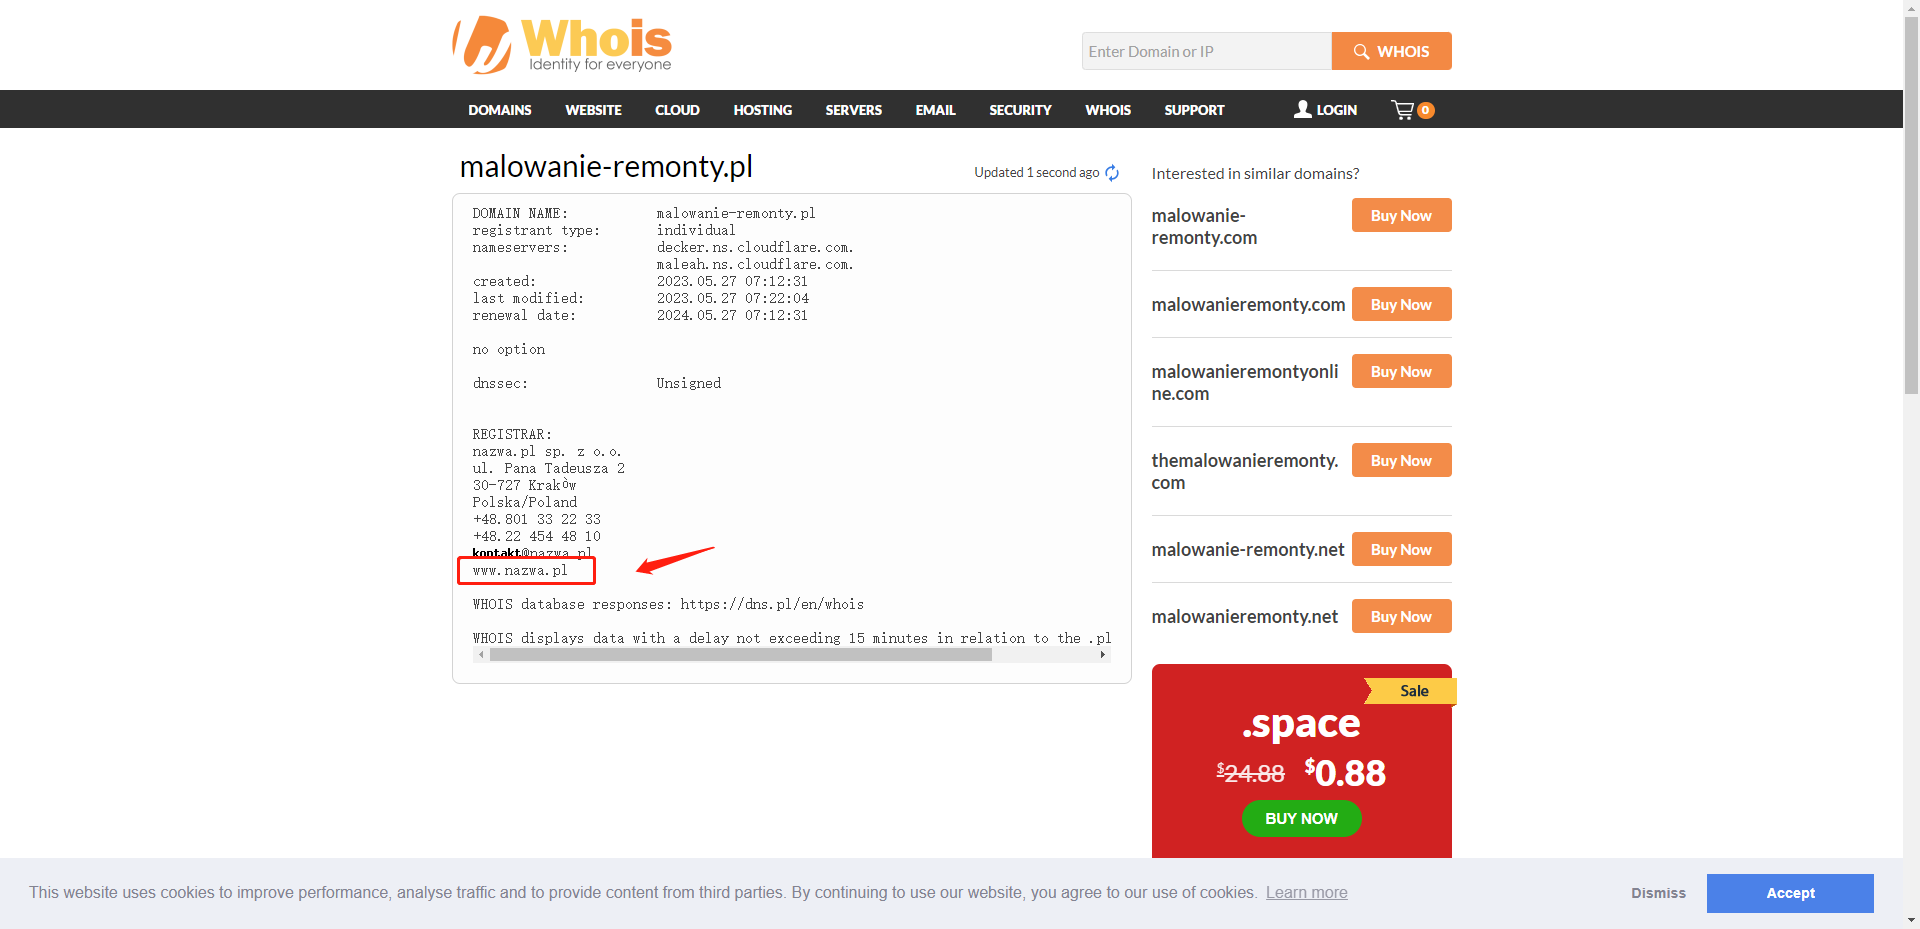 Whois
Identity for everyone
Enter Domain or IP
WHOIS
DOMAINS WEBSITE CLOUD HOSTING SERVERS EMAIL SECURITY WHOIS SUPPORT LOGIN 0
malowanie-remonty.pl
Updated 1 second ago
DOMAIN NAME: malowanie-remonty.pl
registrant type: individual
nameservers: decker.ns.cloudflare.com.
maleah.ns.cloudflare.com.
created: 2023.05.27 07:12:31
last modified: 2023.05.27 07:22:04
renewal date: 2024.05.27 07:12:31
no option
dnssec: Unsigned
REGISTRAR:
nazwa.pl sp. z o.o.
ul. Pana Tadeusza 2
30-727 Krakòw
Polska/Poland
+48.801 33 22 33
+48.22 454 48 10
kontakt@nazwa.pl
www.nazwa.pl
WHOIS database responses: https://dns.pl/en/whois
WHOIS displays data with a delay not exceeding 15 minutes in relation to the .pl
Interested in similar domains?
malowanie-
remonty.com
Buy Now
malowanieremonty.com
Buy Now
malowanieremontyonli
ne.com
Buy Now
themalowanieremonty.
com
Buy Now
malowanie-remonty.net
Buy Now
malowanieremonty.net
Buy Now
Sale
.space
$24.88 $0.88
BUY NOW
This website uses cookies to improve performance, analyse traffic and to provide content from third parties. By continuing to use our website, you agree to our use of cookies. Learn more
Dismiss
Accept